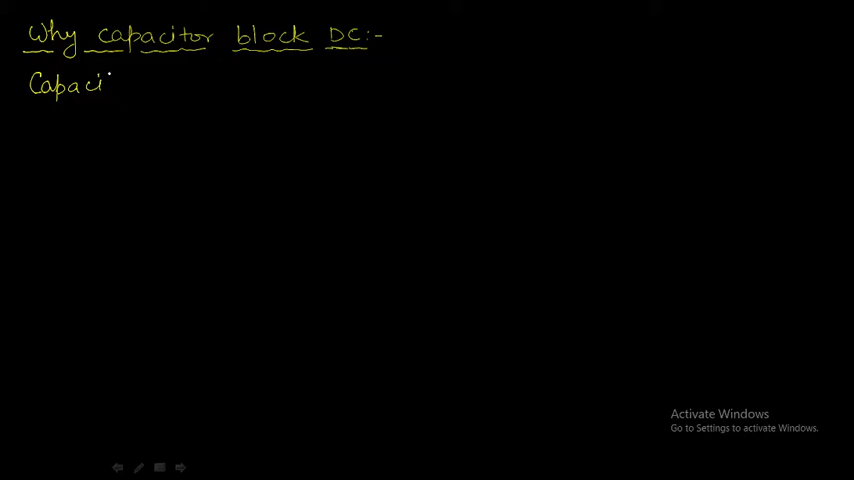 Why capacitor block DC:-
Capaci
Activate Windows
Go to Settings to activate Windows.